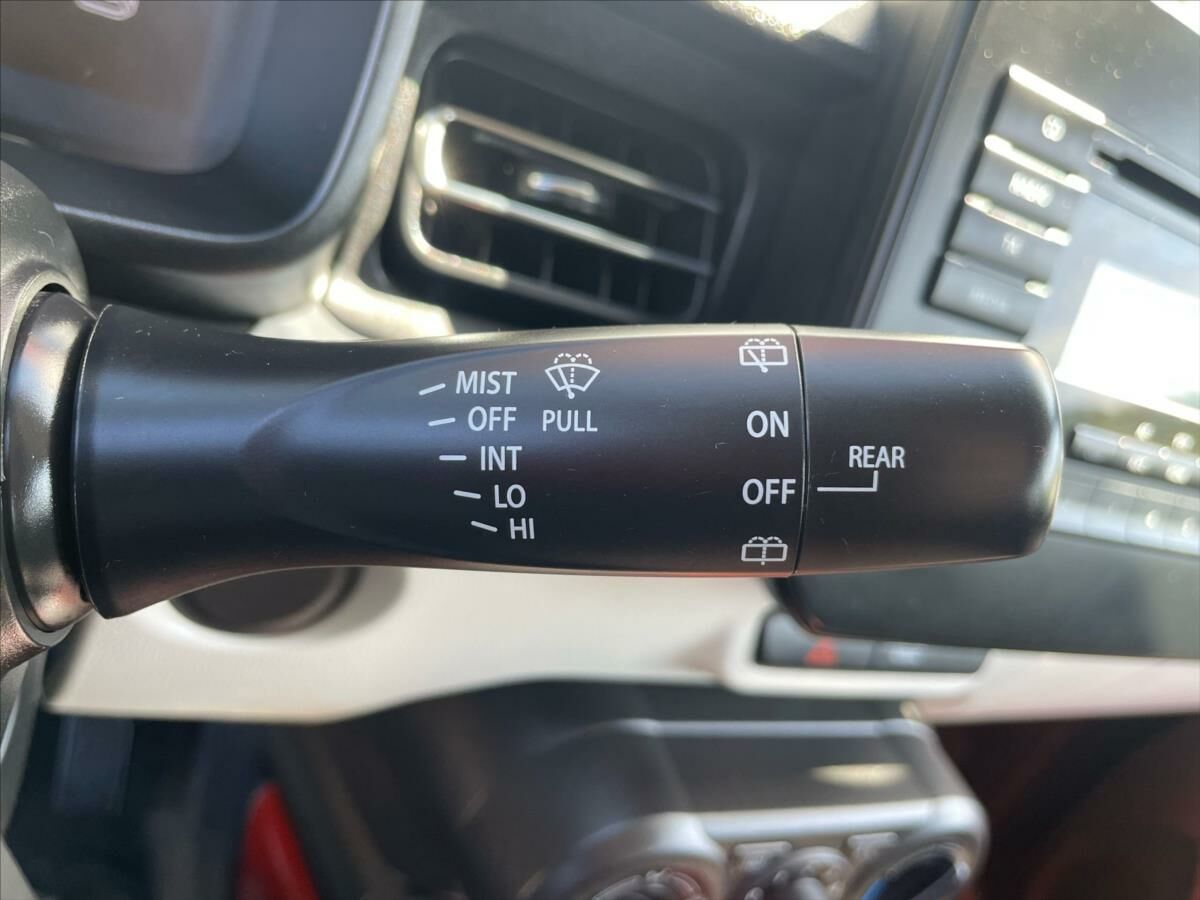 MIST
OFF
INT
LO
HI
PULL
ON
OFF
REAR